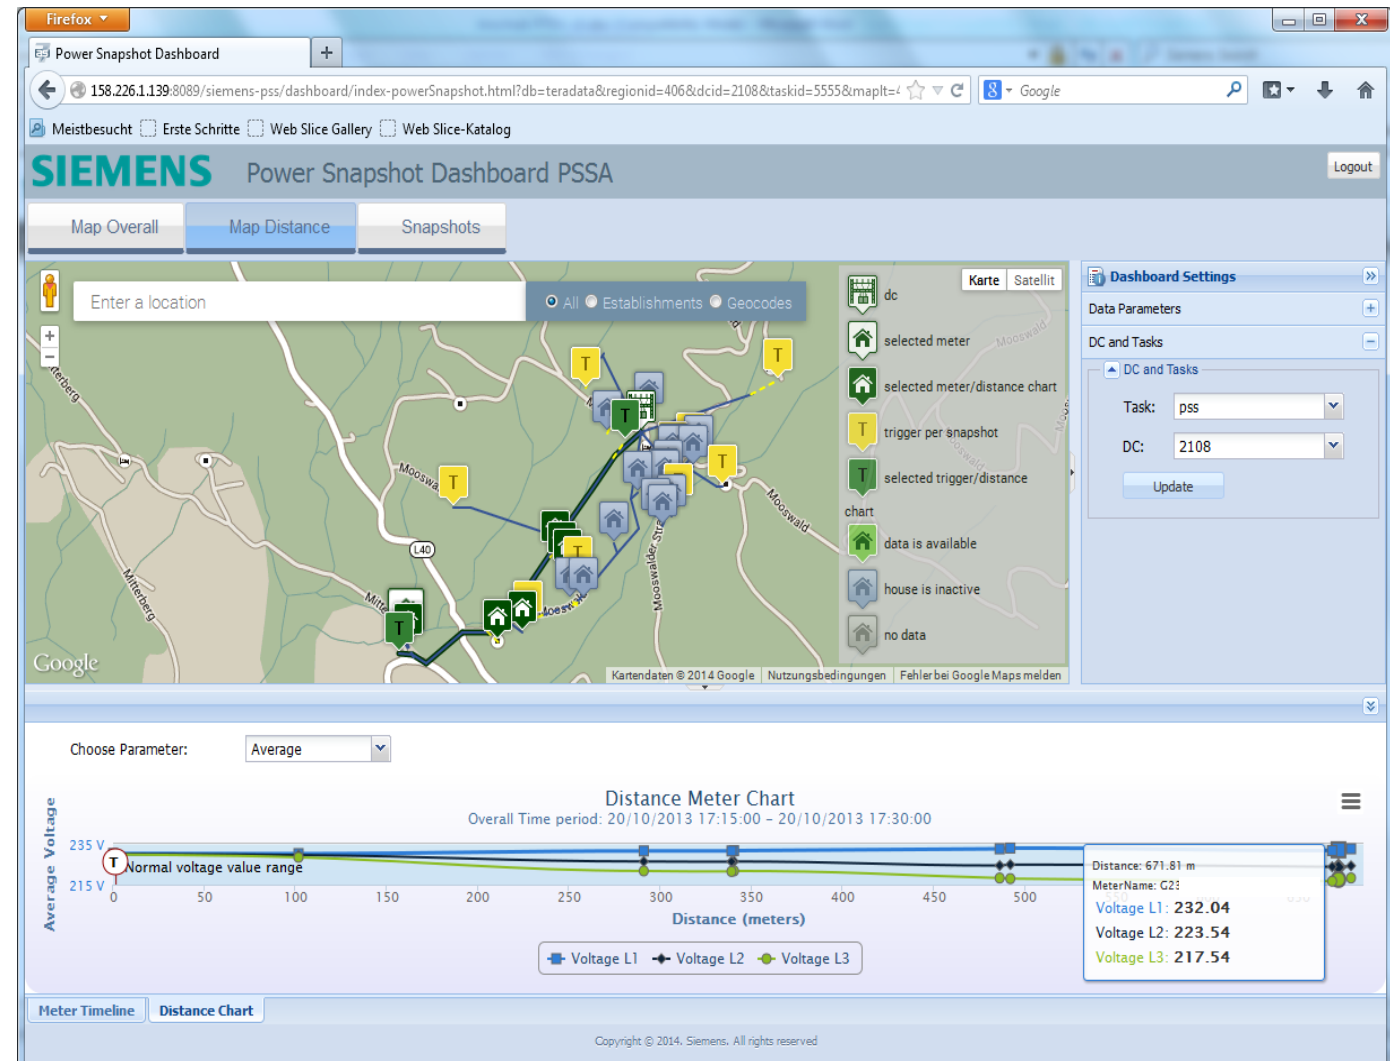 Firefox
Power Snapshot Dashboard
158.226.1.139:8089/siemens-pss/dashboard/index-powerSnapshot.html?db=teradata&regionid=406&dcid=2108&taskid=5555&maplt=4
Google
Meistbesucht Erste Schritte Web Slice Gallery Web Slice-Katalog
SIEMENS Power Snapshot Dashboard PSSA
Logout
Map Overall Map Distance Snapshots
Enter a location
All Establishments Geocodes
Karte Satellit
dc
selected meter
selected meter/distance chart
T trigger per snapshot
T selected trigger/distance
chart
data is available
house is inactive
no data
Mooswald
Mooswald
Mooswalder Str
Mitterberg
L40
T
T
T
T
T
T
T
Google
Kartendaten © 2014 Google Nutzungsbedingungen Fehler bei Google Maps melden
Dashboard Settings
Data Parameters
DC and Tasks
DC and Tasks
Task: pss
DC: 2108
Update
Choose Parameter: Average
Distance Meter Chart
Overall Time period: 20/10/2013 17:15:00 - 20/10/2013 17:30:00
Average Voltage
235 V
T
Normal voltage value range
215 V
0 50 100 150 200 250 300 350 400 450 500
Distance (meters)
Distance: 671.81 m
MeterName: G23
Voltage L1: 232.04
Voltage L2: 223.54
Voltage L3: 217.54
Voltage L1 Voltage L2 Voltage L3
Meter Timeline Distance Chart
Copyright © 2014. Siemens. All rights reserved